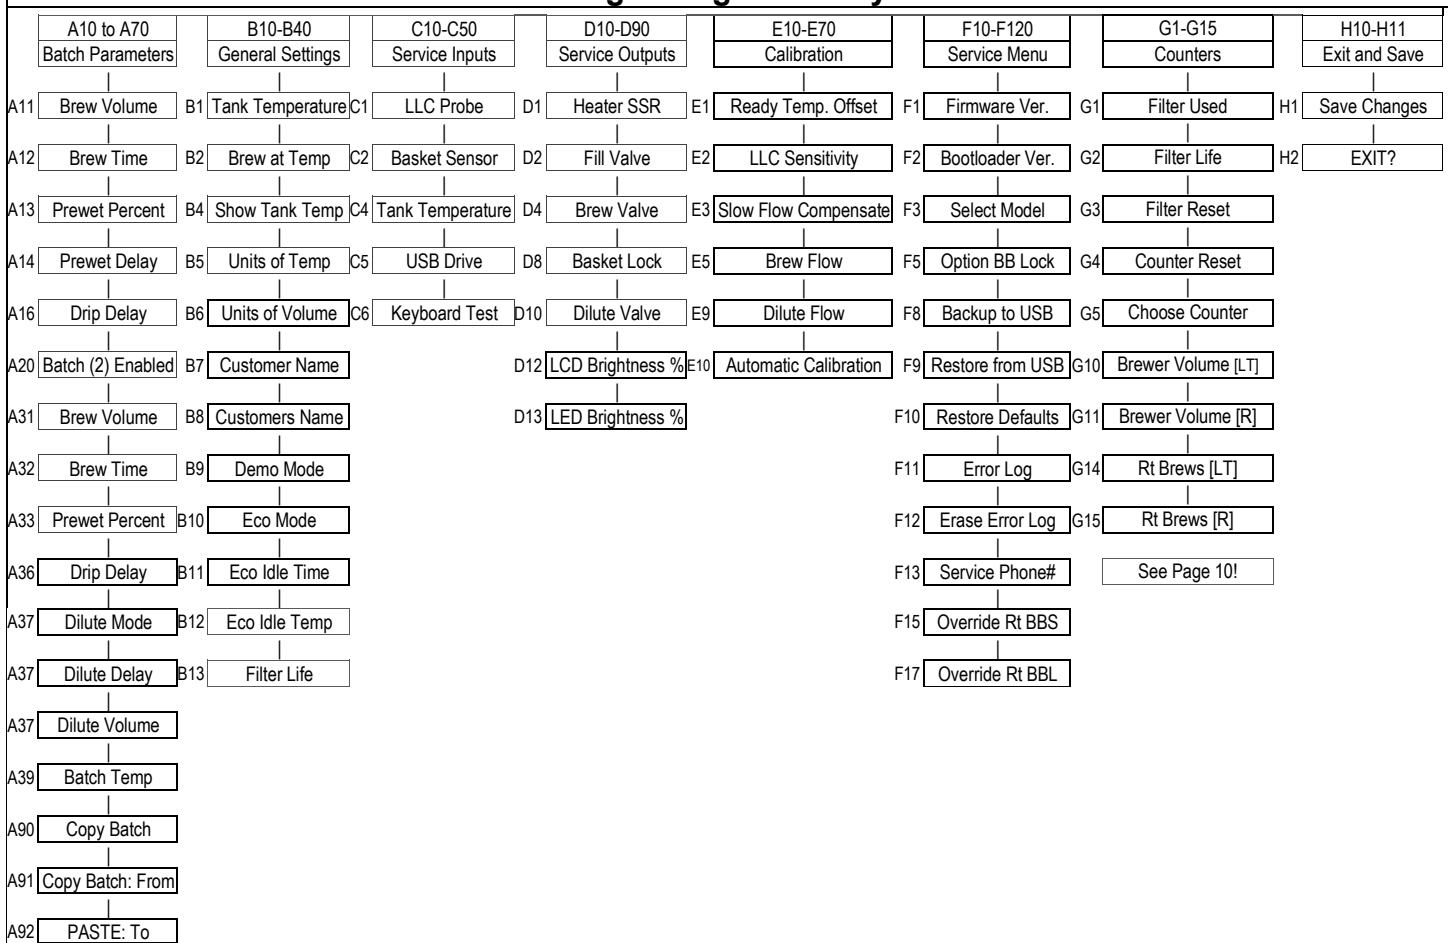 A10 to A70 B10-B40 C10-C50 D10-D90 E10-E70 F10-F120 G1-G15 H10-H11
Batch Parameters General Settings Service Inputs Service Outputs Calibration Service Menu Counters Exit and Save
A11 Brew Volume B1 Tank Temperature C1 LLC Probe D1 Heater SSR E1 Ready Temp. Offset F1 Firmware Ver. G1 Filter Used H1 Save Changes
A12 Brew Time B2 Brew at Temp C2 Basket Sensor D2 Fill Valve E2 LLC Sensitivity F2 Bootloader Ver. G2 Filter Life H2 EXIT?
A13 Prewet Percent B4 Show Tank Temp C4 Tank Temperature D4 Brew Valve E3 Slow Flow Compensate F3 Select Model G3 Filter Reset
A14 Prewet Delay B5 Units of Temp C5 USB Drive D8 Basket Lock E5 Brew Flow F5 Option BB Lock G4 Counter Reset
A16 Drip Delay B6 Units of Volume C6 Keyboard Test D10 Dilute Valve E9 Dilute Flow F8 Backup to USB G5 Choose Counter
A20 Batch (2) Enabled B7 Customer Name D12 LCD Brightness % E10 Automatic Calibration F9 Restore from USB G10 Brewer Volume [LT]
A31 Brew Volume B8 Customers Name D13 LED Brightness % F10 Restore Defaults G11 Brewer Volume [R]
A32 Brew Time B9 Demo Mode F11 Error Log G14 Rt Brews [LT]
A33 Prewet Percent B10 Eco Mode F12 Erase Error Log G15 Rt Brews [R]
A36 Drip Delay B11 Eco Idle Time F13 Service Phone# See Page 10!
A37 Dilute Mode B12 Eco Idle Temp F15 Override Rt BBS
A37 Dilute Delay B13 Filter Life F17 Override Rt BBL
A37 Dilute Volume
A39 Batch Temp
A90 Copy Batch
A91 Copy Batch: From
A92 PASTE: To